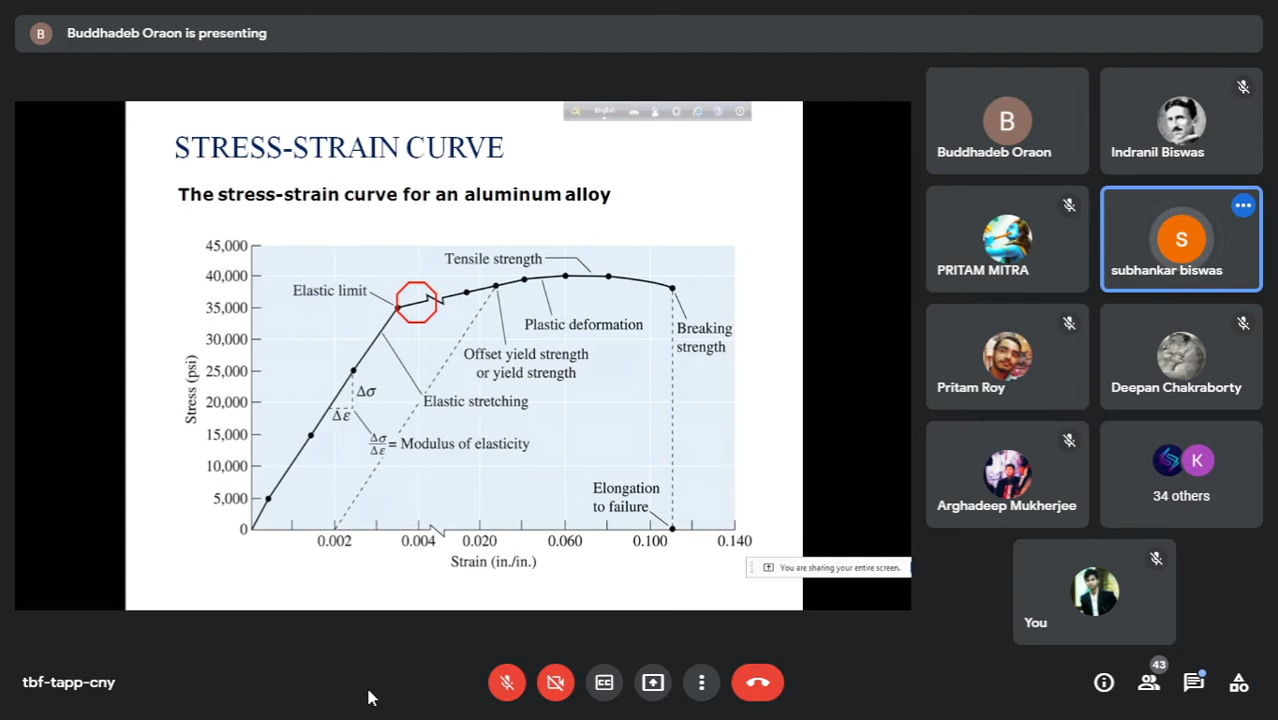 B
Buddhadeb Oraon is presenting
English
STRESS-STRAIN CURVE
The stress-strain curve for an aluminum alloy
45,000
40,000
35,000
30,000
25,000
20,000
15,000
10,000
5,000
0
Stress (psi)
Tensile strength
Elastic limit
Plastic deformation
Breaking
strength
Offset yield strength
or yield strength
Δσ
Elastic stretching
Δε
Δσ
Δε
= Modulus of elasticity
Elongation
to failure
0.002
0.004
0.020
0.060
0.100
0.140
Strain (in./in.)
You are sharing your entire screen.
B
Buddhadeb Oraon
Indranil Biswas
PRITAM MITRA
S
subhankar biswas
Pritam Roy
Deepan Chakraborty
Arghadeep Mukherjee
K
34 others
You
tbf-tapp-cny
CC
43